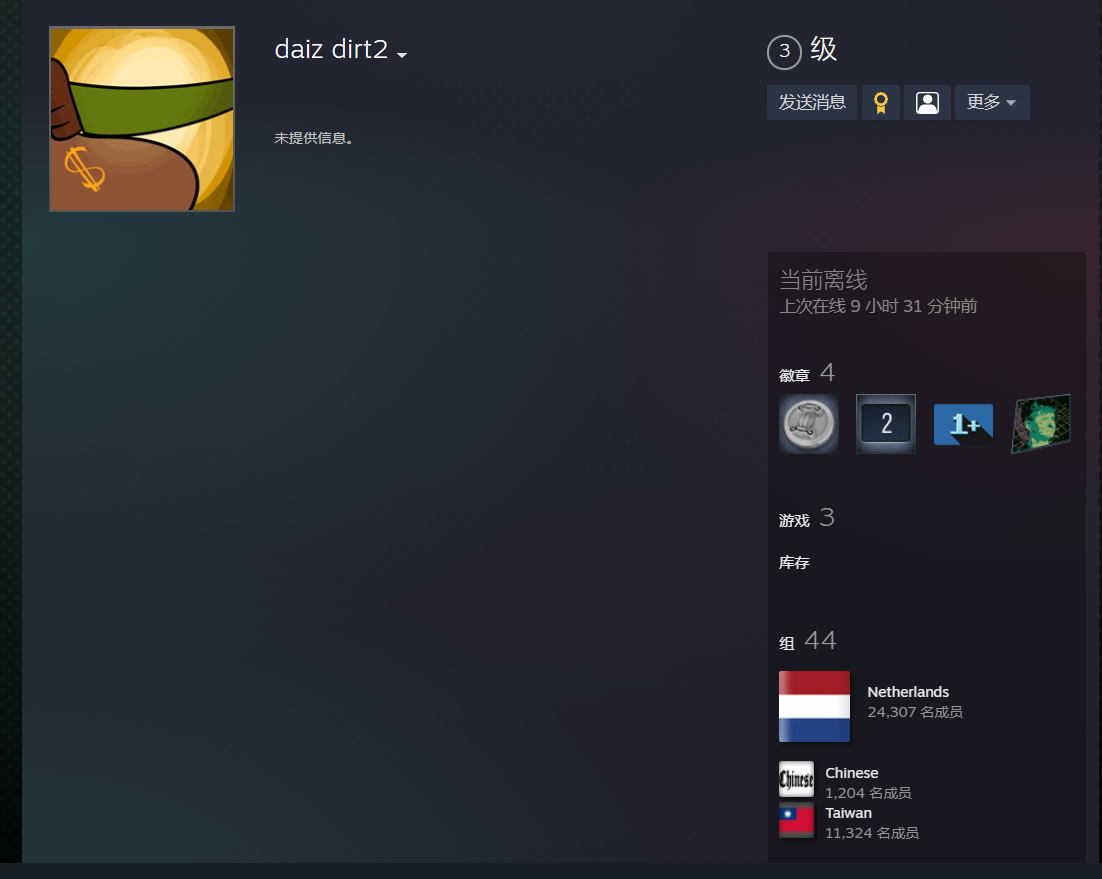 daiz dirt2
3 级
发送消息
更多
未提供信息。
当前离线
上次在线 9 小时 31 分钟前
徽章 4
2
1+
游戏 3
库存
组 44
Netherlands
24,307 名成员
Chinese
Chinese
1,204 名成员
Taiwan
11,324 名成员